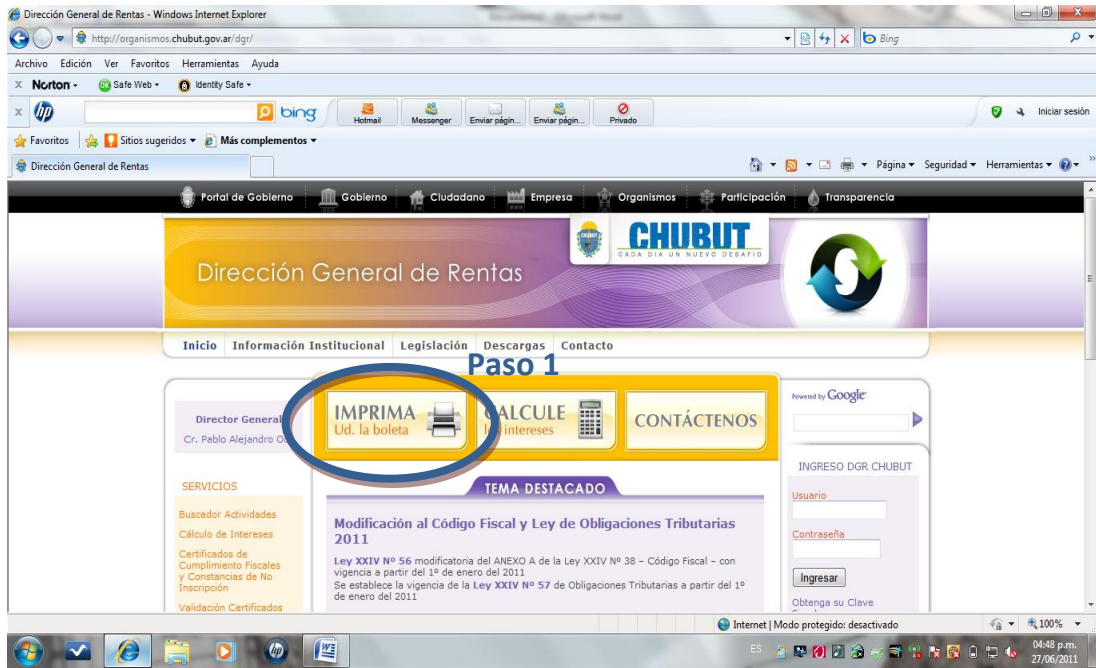 Dirección General de Rentas - Windows Internet Explorer
http://organismos.chubut.gov.ar/dgr/
Bing
Archivo Edición Ver Favoritos Herramientas Ayuda
x Norton - Safe Web - Identity Safe -
x hp bing Hotmail Messenger Enviar págin... Enviar págin... Privado Iniciar sesión
Favoritos Sitios sugeridos Más complementos
Dirección General de Rentas
Página Seguridad Herramientas
Portal de Gobierno Gobierno Ciudadano Empresa Organismos Participación Transparencia
CHUBUT
CHUBUT
CADA DIA UN NUEVO DESAFIO
Dirección General de Rentas
Inicio Información Institucional Legislación Descargas Contacto
Paso 1
Director General
Cr. Pablo Alejandro
IMPRIMA
Ud. la boleta
CALCULE
intereses
CONTÁCTENOS
Powered by Google
INGRESO DGR CHUBUT
Usuario
Contraseña
Ingresar
Obtenga su Clave
SERVICIOS
Buscador Actividades
Cálculo de Intereses
Certificados de
Cumplimiento Fiscales
y Constancias de No
Inscripción
Validación Certificados
TEMA DESTACADO
Modificación al Código Fiscal y Ley de Obligaciones Tributarias
2011
Ley XXIV Nº 56 modificatoria del ANEXO A de la Ley XXIV Nº 38 – Código Fiscal – con
vigencia a partir del 1º de enero del 2011
Se establece la vigencia de la Ley XXIV Nº 57 de Obligaciones Tributarias a partir del 1º
de enero del 2011
Internet | Modo protegido: desactivado
100%
ES
04:48 p.m.
27/06/2011